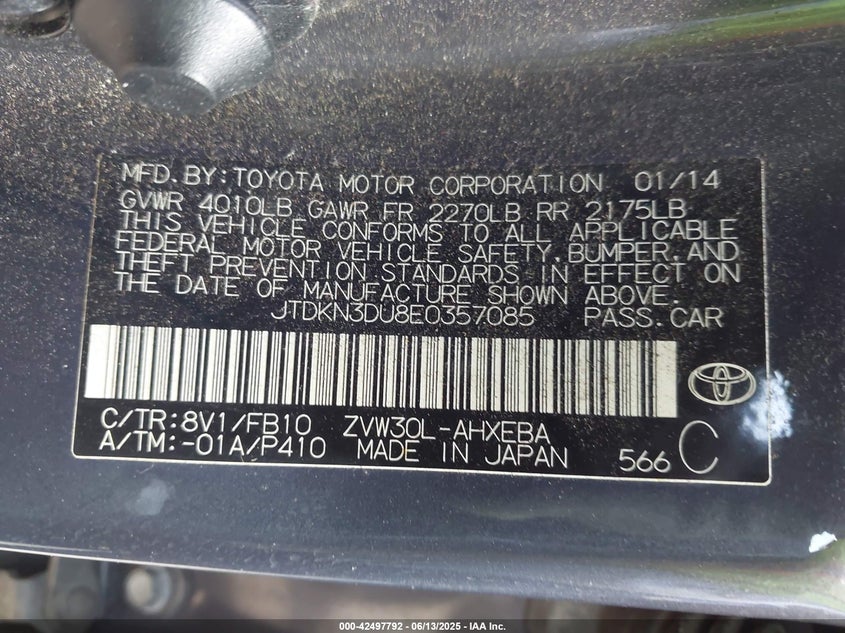 MFD.BY:TOYOTA MOTOR CORPORATION 01/14
GVWR 4010LB GAWR FR 2270LB RR 2175LB
THIS VEHICLE CONFORMS TO ALL APPLICABLE
FEDERAL MOTOR VEHICLE SAFETY,BUMPER,AND
THEFT PREVENTION STANDARDS IN EFFECT ON
THE DATE OF MANUFACTURE SHOWN ABOVE.
JTDKN3DU8E0357085 PASS.CAR
C/TR:8V1/FB10 ZVW30L-AHXEBA
A/TM:-01A/P410 MADE IN JAPAN 566 C
000-42497792 - 06/13/2025 - IAA Inc.